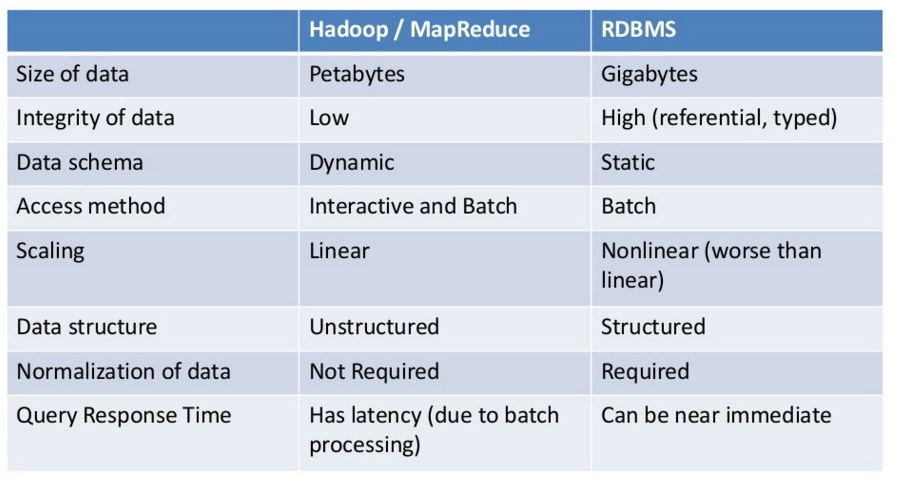 Hadoop / MapReduce RDBMS
Size of data Petabytes Gigabytes
Integrity of data Low High (referential, typed)
Data schema Dynamic Static
Access method Interactive and Batch Batch
Scaling Linear Nonlinear (worse than
linear)
Data structure Unstructured Structured
Normalization of data Not Required Required
Query Response Time Has latency (due to batch Can be near immediate
processing)